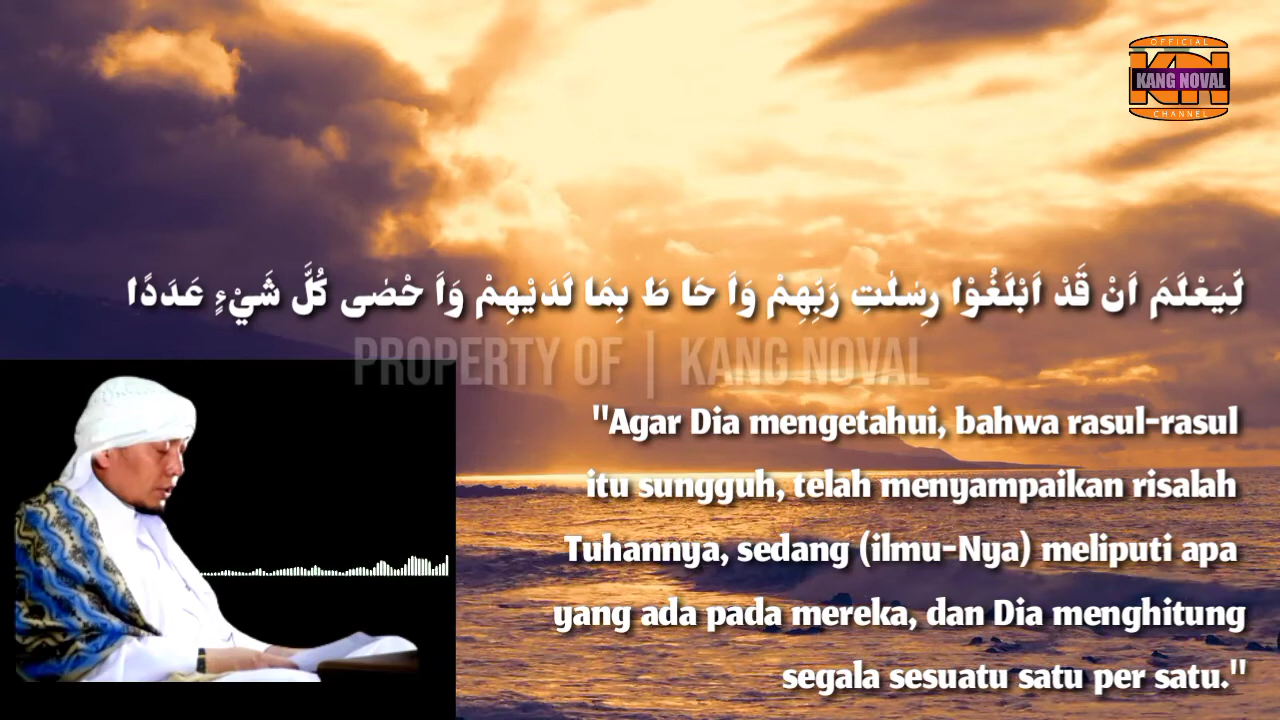 OFFICIAL
KN
KANG NOVAL
CHANNEL
لِّيَعْلَمَ اَنْ قَدْ اَبْلَغُوْا رِسٰلٰتِ رَبِّهِمْ وَاَ حَا طَ بِمَا لَدَيْهِمْ وَاَ حْصٰى كُلَّ شَيْءٍ عَدَدًا
PROPERTY OF | KANG NOVAL
"Agar Dia mengetahui, bahwa rasul-rasul
itu sungguh, telah menyampaikan risalah
Tuhannya, sedang (ilmu-Nya) meliputi apa
yang ada pada mereka, dan Dia menghitung
segala sesuatu satu per satu."